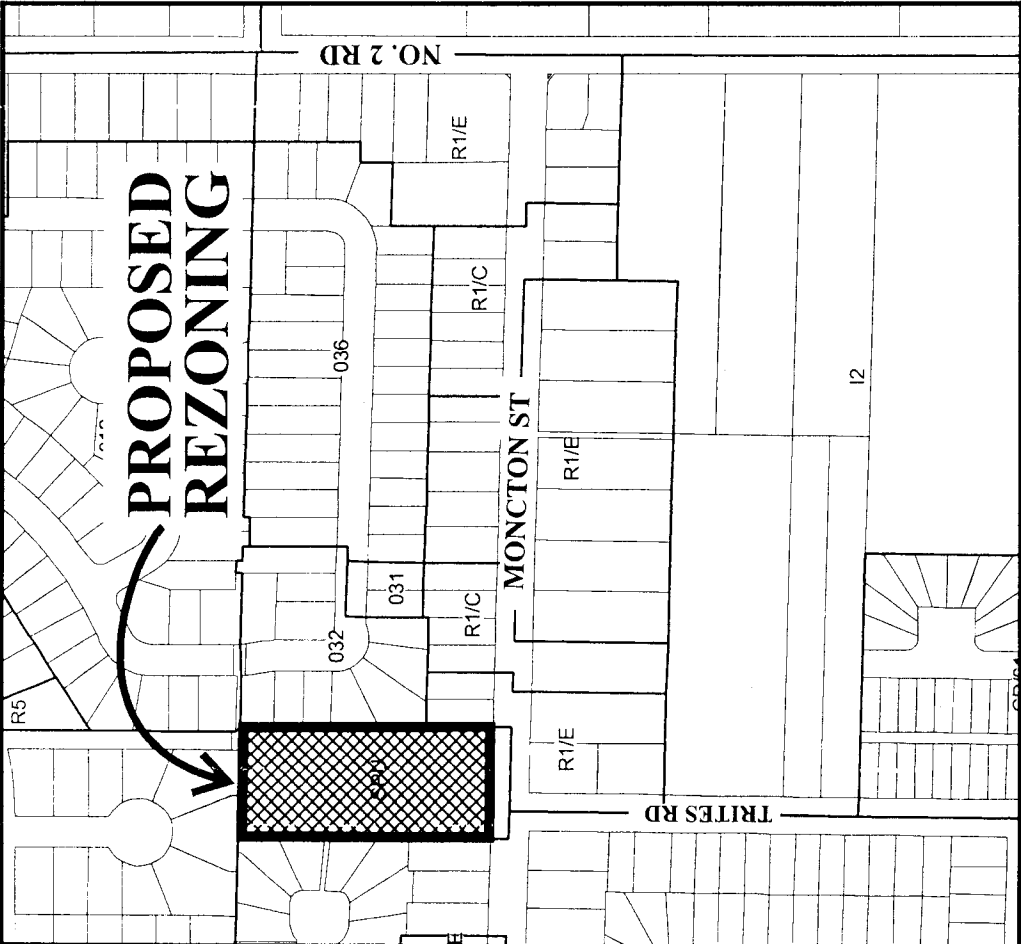 NO. 2 RD
R1/E
PROPOSED
REZONING
R1/C
036
I2
MONCTON ST
R1/E
031
R1/C
032
R5
R1/E
TRITES RD